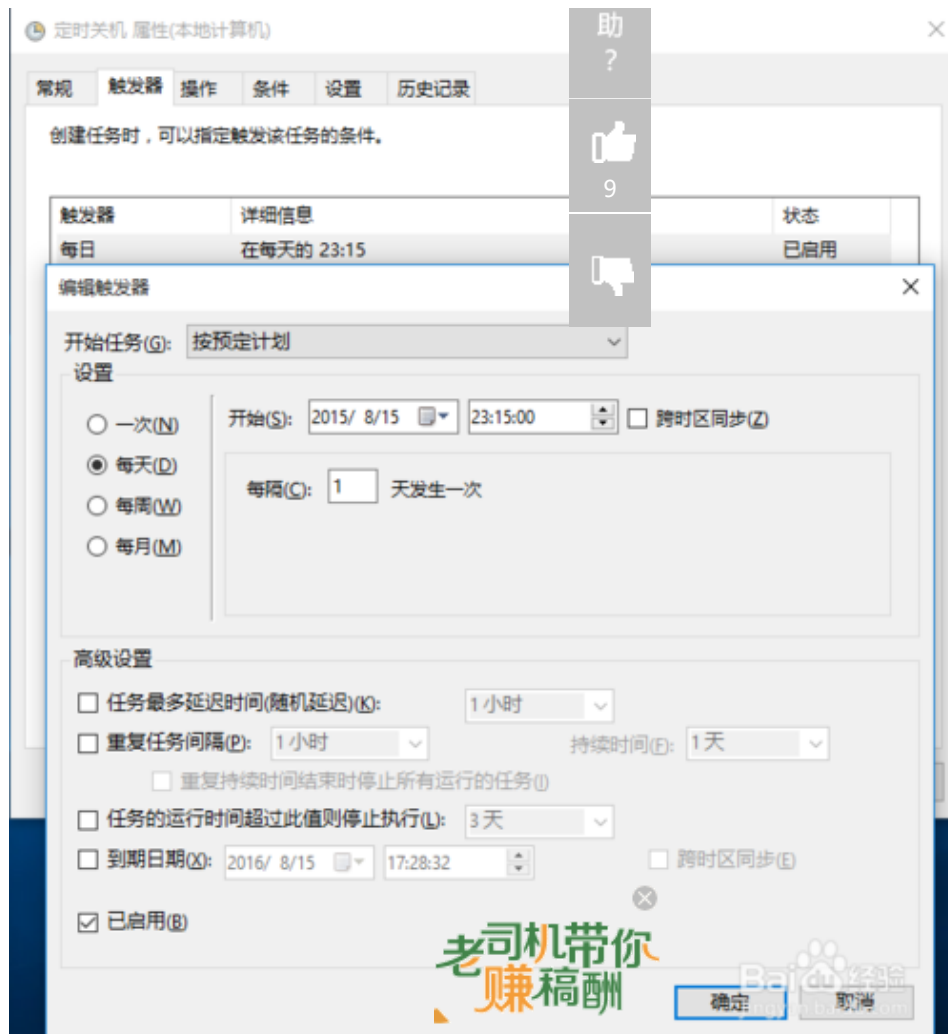 定时关机 属性(本地计算机)
助
?
常规 触发器 操作 条件 设置 历史记录
创建任务时，可以指定触发该任务的条件。
9
触发器 详细信息 状态
每日 在每天的 23:15 已启用
编辑触发器
开始任务(G): 按预定计划
设置
一次(N)
开始(S): 2015/ 8/15 23:15:00 跨时区同步(Z)
每天(D)
每隔(C): 1 天发生一次
每周(W)
每月(M)
高级设置
任务最多延迟时间(随机延迟)(K): 1 小时
重复任务间隔(P): 1 小时 持续时间(F): 1 天
重复持续时间结束时停止所有运行的任务(I)
任务的运行时间超过此值则停止执行(L): 3 天
到期日期(X): 2016/ 8/15 17:28:32 跨时区同步(E)
已启用(B)
老司机带你
赚稿酬
Baidu经验
确定 取消